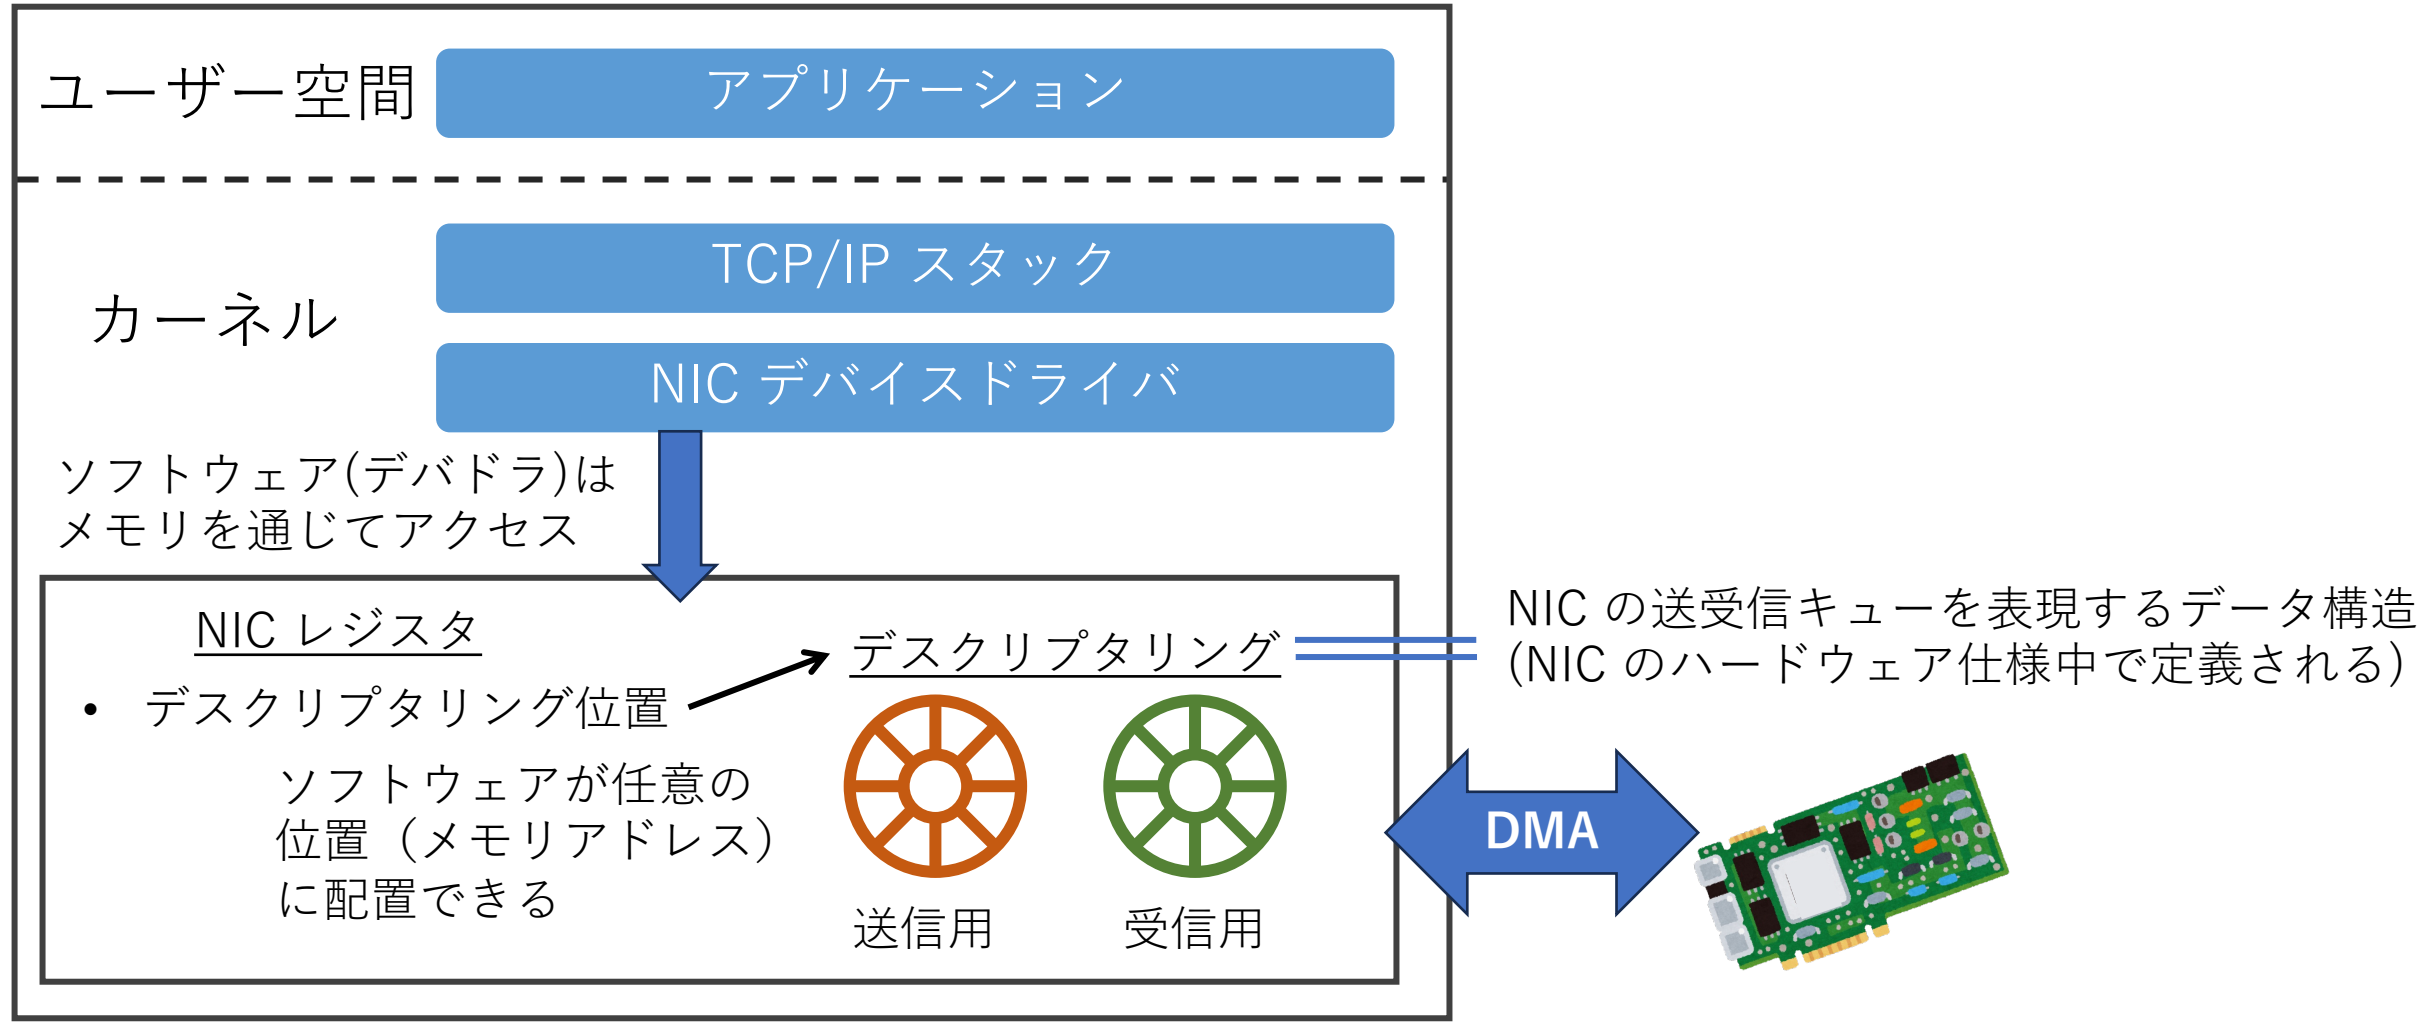 ユーザー空間
アプリケーション
カーネル
TCP/IP スタック
NIC デバイスドライバ
ソフトウェア(デバドラ)は
メモリを通じてアクセス
NIC レジスタ
• デスクリプタリング位置
ソフトウェアが任意の
位置（メモリアドレス）
に配置できる
デスクリプタリング
送信用
受信用
NIC の送受信キューを表現するデータ構造
(NIC のハードウェア仕様中で定義される)
DMA